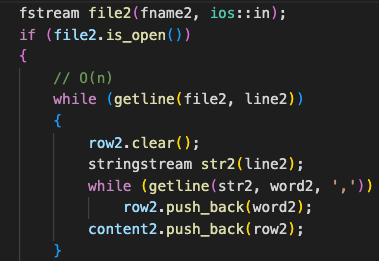 fstream file2(fname2, ios::in);
if (file2.is_open())
{
// O(n)
while (getline(file2, line2))
{
row2.clear();
stringstream str2(line2);
while (getline(str2, word2, ','))
row2.push_back(word2);
content2.push_back(row2);
}